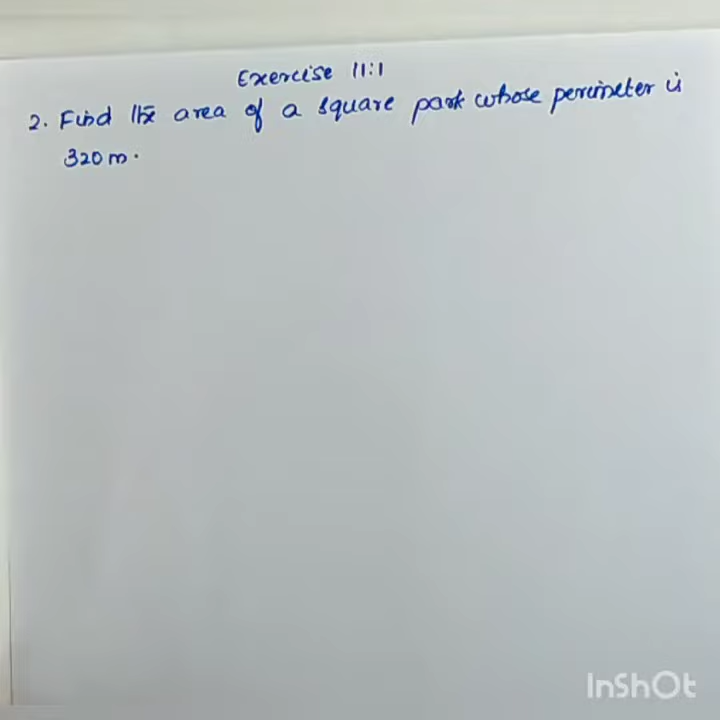 Exercise 11:1
2. Find the area of a square park whose perimeter is
320 m.
InShOt